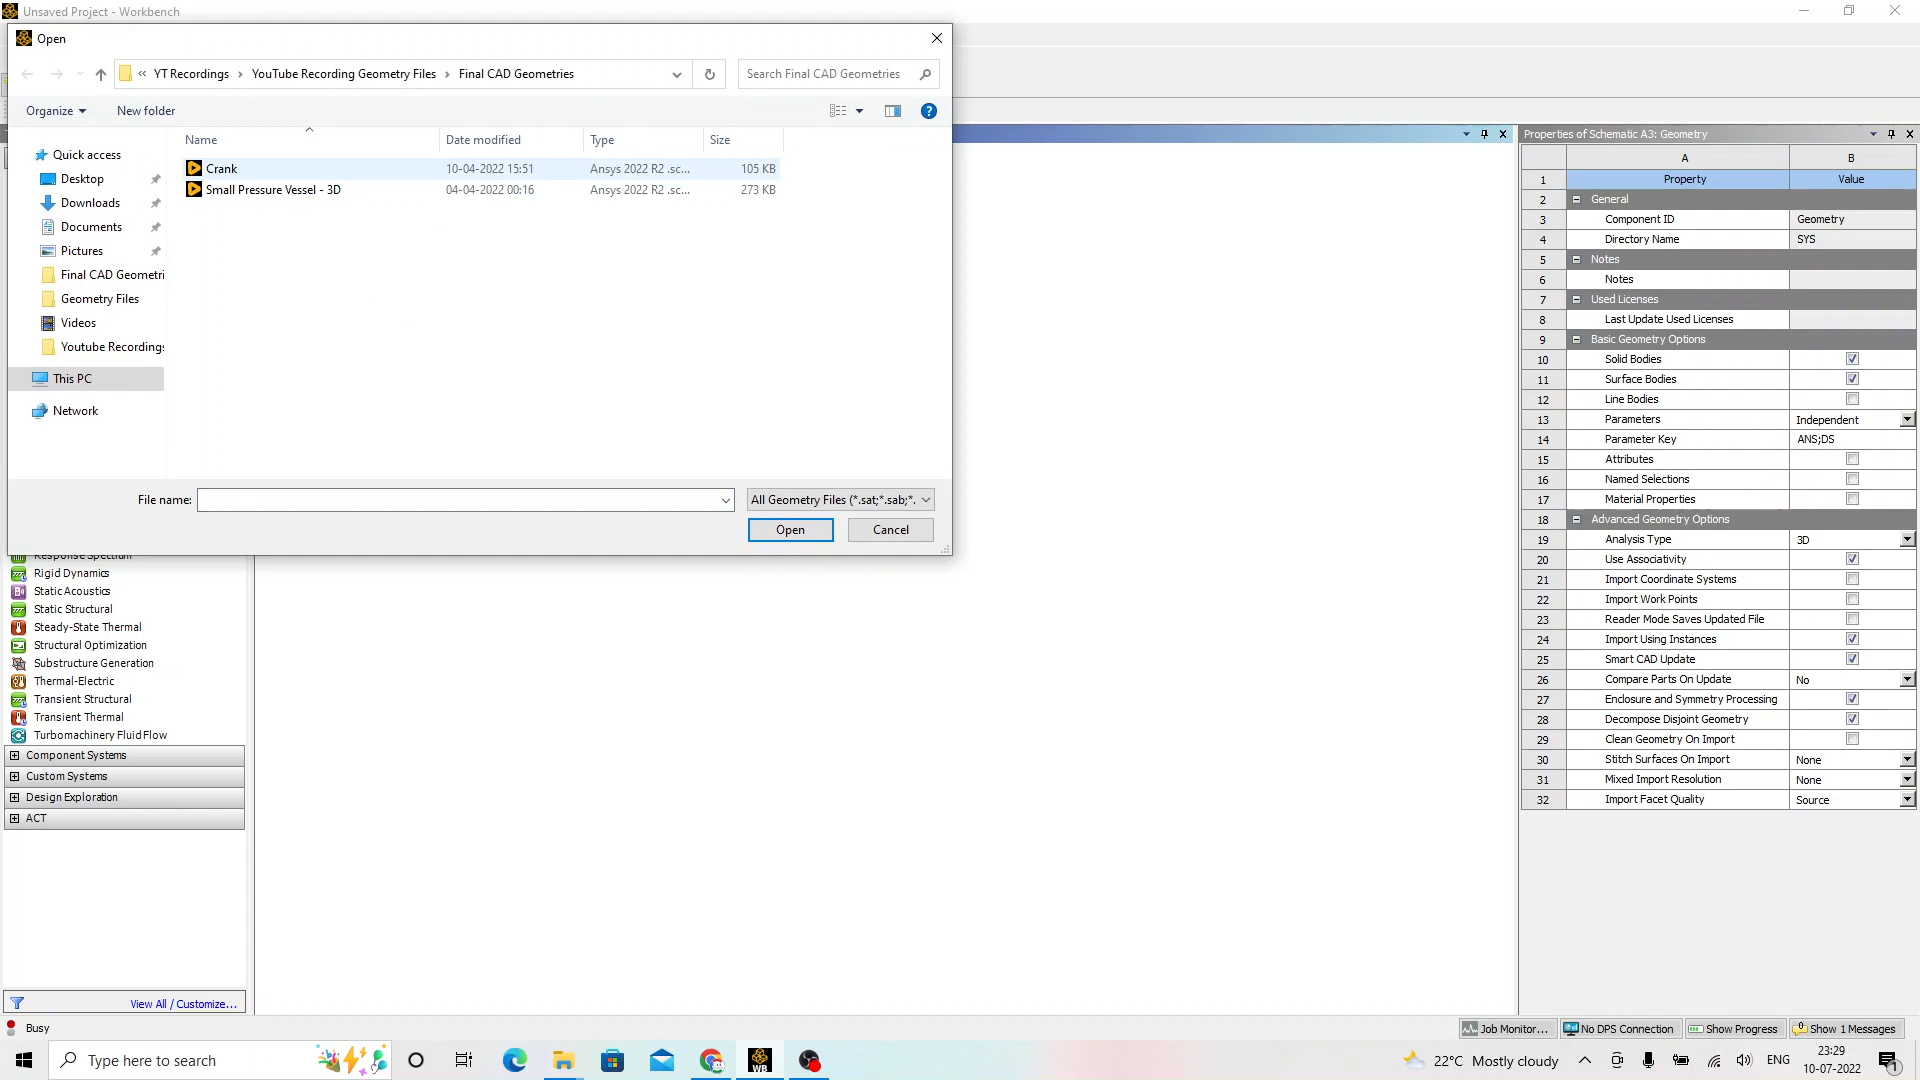 Unsaved Project - Workbench
Open
« YT Recordings › YouTube Recording Geometry Files › Final CAD Geometries
Search Final CAD Geometries
Organize
New folder
Name Date modified Type Size
Quick access
Desktop
Downloads
Documents
Pictures
Final CAD Geometri
Geometry Files
Videos
Youtube Recording
This PC
Network
Crank 10-04-2022 15:51 Ansys 2022 R2 .sc... 105 KB
Small Pressure Vessel - 3D 04-04-2022 00:16 Ansys 2022 R2 .sc... 273 KB
File name:
All Geometry Files (*.sat;*.sab;*.
Open
Cancel
Response Spectrum
Rigid Dynamics
Static Acoustics
Static Structural
Steady-State Thermal
Structural Optimization
Substructure Generation
Thermal-Electric
Transient Structural
Transient Thermal
Turbomachinery Fluid Flow
Component Systems
Custom Systems
Design Exploration
ACT
View All / Customize...
Properties of Schematic A3: Geometry
A B
1 Property Value
2 General
3 Component ID Geometry
4 Directory Name SYS
5 Notes
6 Notes
7 Used Licenses
8 Last Update Used Licenses
9 Basic Geometry Options
10 Solid Bodies
11 Surface Bodies
12 Line Bodies
13 Parameters Independent
14 Parameter Key ANS;DS
15 Attributes
16 Named Selections
17 Material Properties
18 Advanced Geometry Options
19 Analysis Type 3D
20 Use Associativity
21 Import Coordinate Systems
22 Import Work Points
23 Reader Mode Saves Updated File
24 Import Using Instances
25 Smart CAD Update
26 Compare Parts On Update No
27 Enclosure and Symmetry Processing
28 Decompose Disjoint Geometry
29 Clean Geometry On Import
30 Stitch Surfaces On Import None
31 Mixed Import Resolution None
32 Import Facet Quality Source
Busy
Job Monitor...
No DPS Connection
Show Progress
Show 1 Messages
Type here to search
WB
22°C Mostly cloudy
ENG
23:29
10-07-2022
1